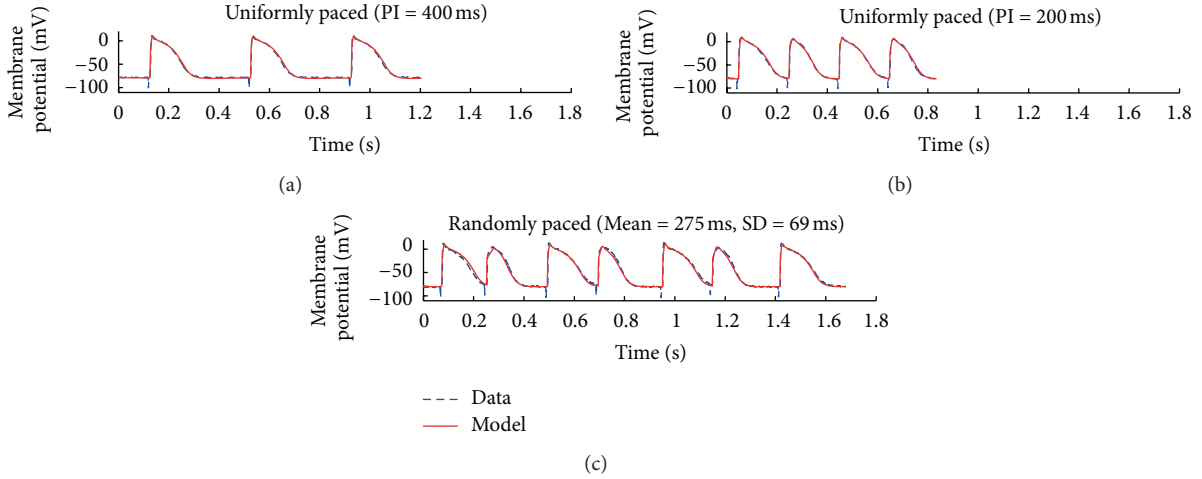 Uniformly paced (PI = 400 ms)
Membrane
potential (mV)
0
−50
−100
0 0.2 0.4 0.6 0.8 1 1.2 1.4 1.6 1.8
Time (s)
(a)
Uniformly paced (PI = 200 ms)
Membrane
potential (mV)
0
−50
−100
0 0.2 0.4 0.6 0.8 1 1.2 1.4 1.6 1.8
Time (s)
(b)
Randomly paced (Mean = 275 ms, SD = 69 ms)
Membrane
potential (mV)
0
−50
−100
0 0.2 0.4 0.6 0.8 1 1.2 1.4 1.6 1.8
Time (s)
Data
Model
(c)